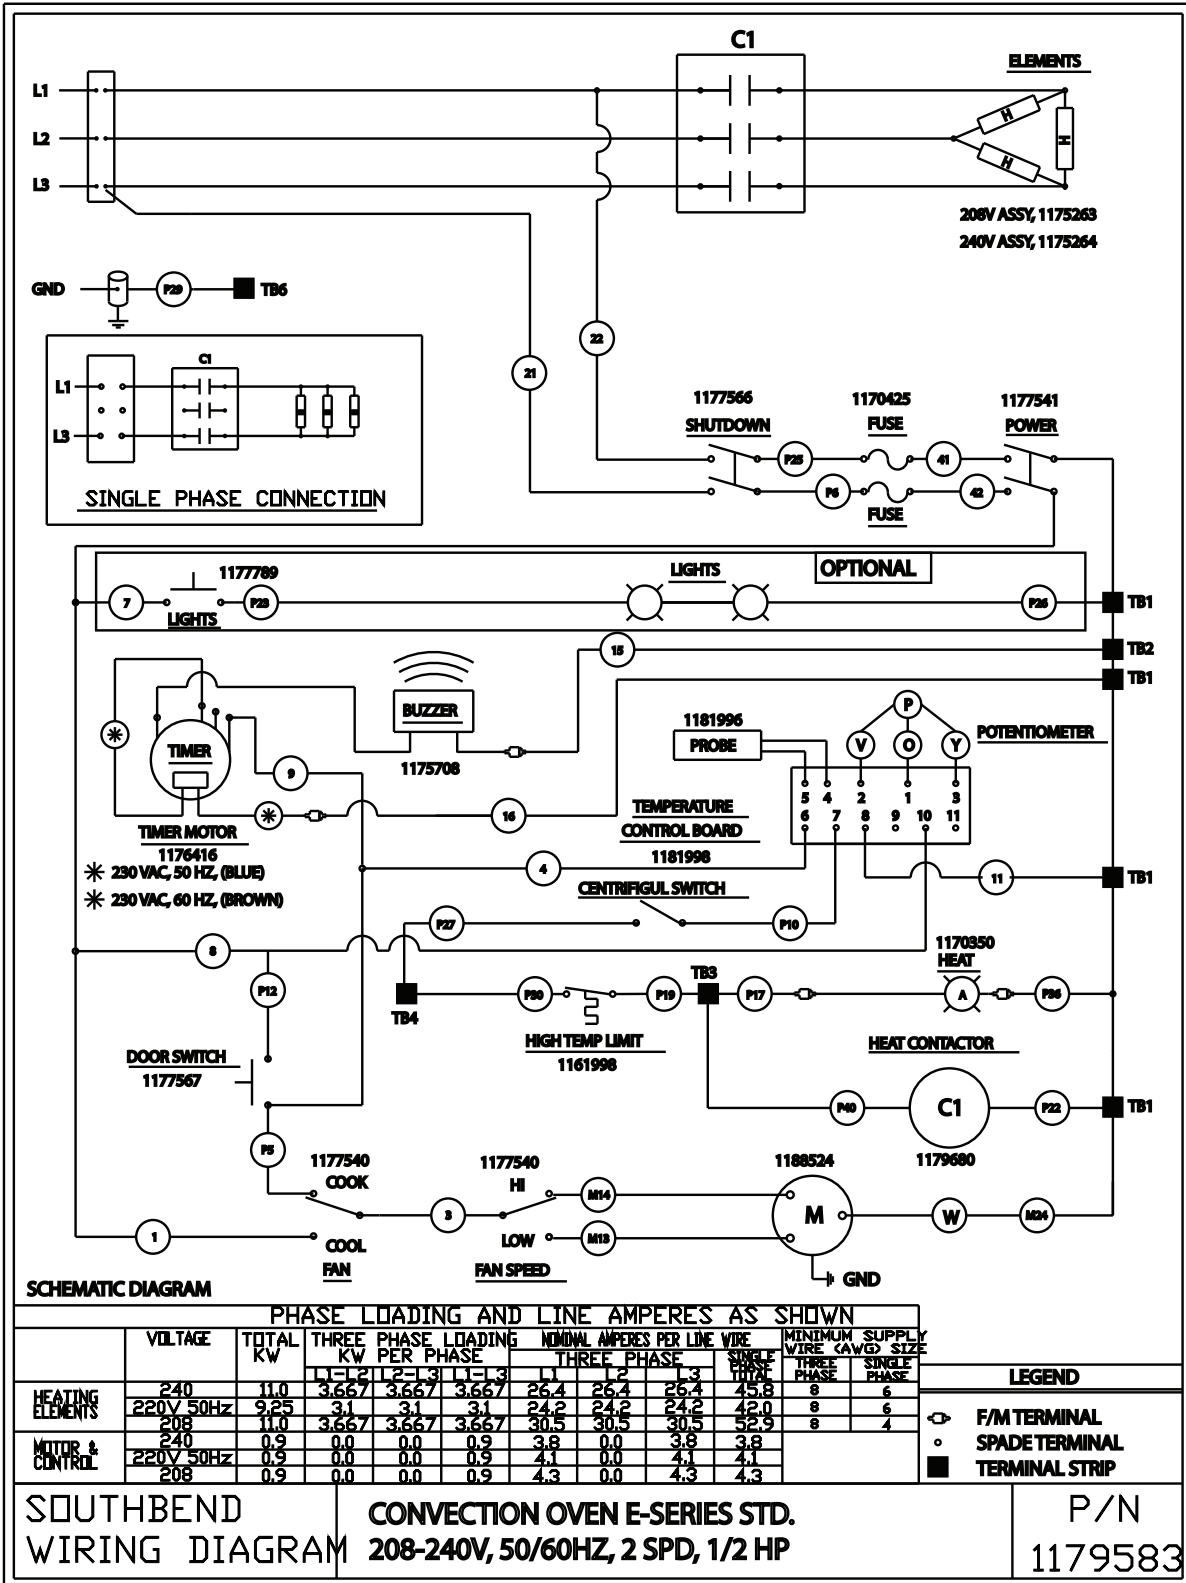 C1
ELEMENTS
L1
L2
L3
H
H
H
208V ASSY, 1175263
240V ASSY, 1175264
GND
P29
TB6
22
21
C1
L1
L3
SINGLE PHASE CONNECTION
1177566
SHUTDOWN
1170425
FUSE
1177541
POWER
P25
41
P6
42
FUSE
OPTIONAL
1177789
LIGHTS
7
P23
P26
TB1
LIGHTS
15
TB2
TB1
BUZZER
1175708
TIMER
9
16
TIMER MOTOR
1176416
230 VAC, 50 HZ, (BLUE)
230 VAC, 60 HZ, (BROWN)
1181996
PROBE
P
V O Y
POTENTIOMETER
5 4 2 1 3
6 7 8 9 10 11
TEMPERATURE
CONTROL BOARD
1181998
4
11
TB1
CENTRIFIGUL SWITCH
P27
P10
8
1170350
HEAT
P12
TB3
P30
P19
P17
A
P36
TB4
HIGH TEMP LIMIT
1161998
HEAT CONTACTOR
DOOR SWITCH
1177567
P40
C1
P22
TB1
1179680
P5
1177540
COOK
1177540
HI
M14
1188524
3
M
W
M24
1
COOL
LOW
M13
FAN
FAN SPEED
GND
SCHEMATIC DIAGRAM
PHASE LOADING AND LINE AMPERES AS SHOWN
VOLTAGE TOTAL KW THREE PHASE LOADING KW PER PHASE NOMINAL AMPERES PER LINE WIRE MINIMUM SUPPLY WIRE (AWG) SIZE
THREE PHASE SINGLE PHASE TOTAL THREE PHASE SINGLE PHASE
L1-L2 L2-L3 L1-L3 L1 L2 L3
HEATING ELEMENTS
240 11.0 3.667 3.667 3.667 26.4 26.4 26.4 45.8 8 6
220V 50Hz 9.25 3.1 3.1 3.1 24.2 24.2 24.2 42.0 8 6
208 11.0 3.667 3.667 3.667 30.5 30.5 30.5 52.9 8 4
MOTOR & CONTROL
240 0.9 0.0 0.0 0.9 3.8 0.0 3.8 3.8
220V 50Hz 0.9 0.0 0.0 0.9 4.1 0.0 4.1 4.1
208 0.9 0.0 0.0 0.9 4.3 0.0 4.3 4.3
LEGEND
F/M TERMINAL
SPADE TERMINAL
TERMINAL STRIP
SOUTHBEND
WIRING DIAGRAM
CONVECTION OVEN E-SERIES STD.
208-240V, 50/60HZ, 2 SPD, 1/2 HP
P/N
1179583